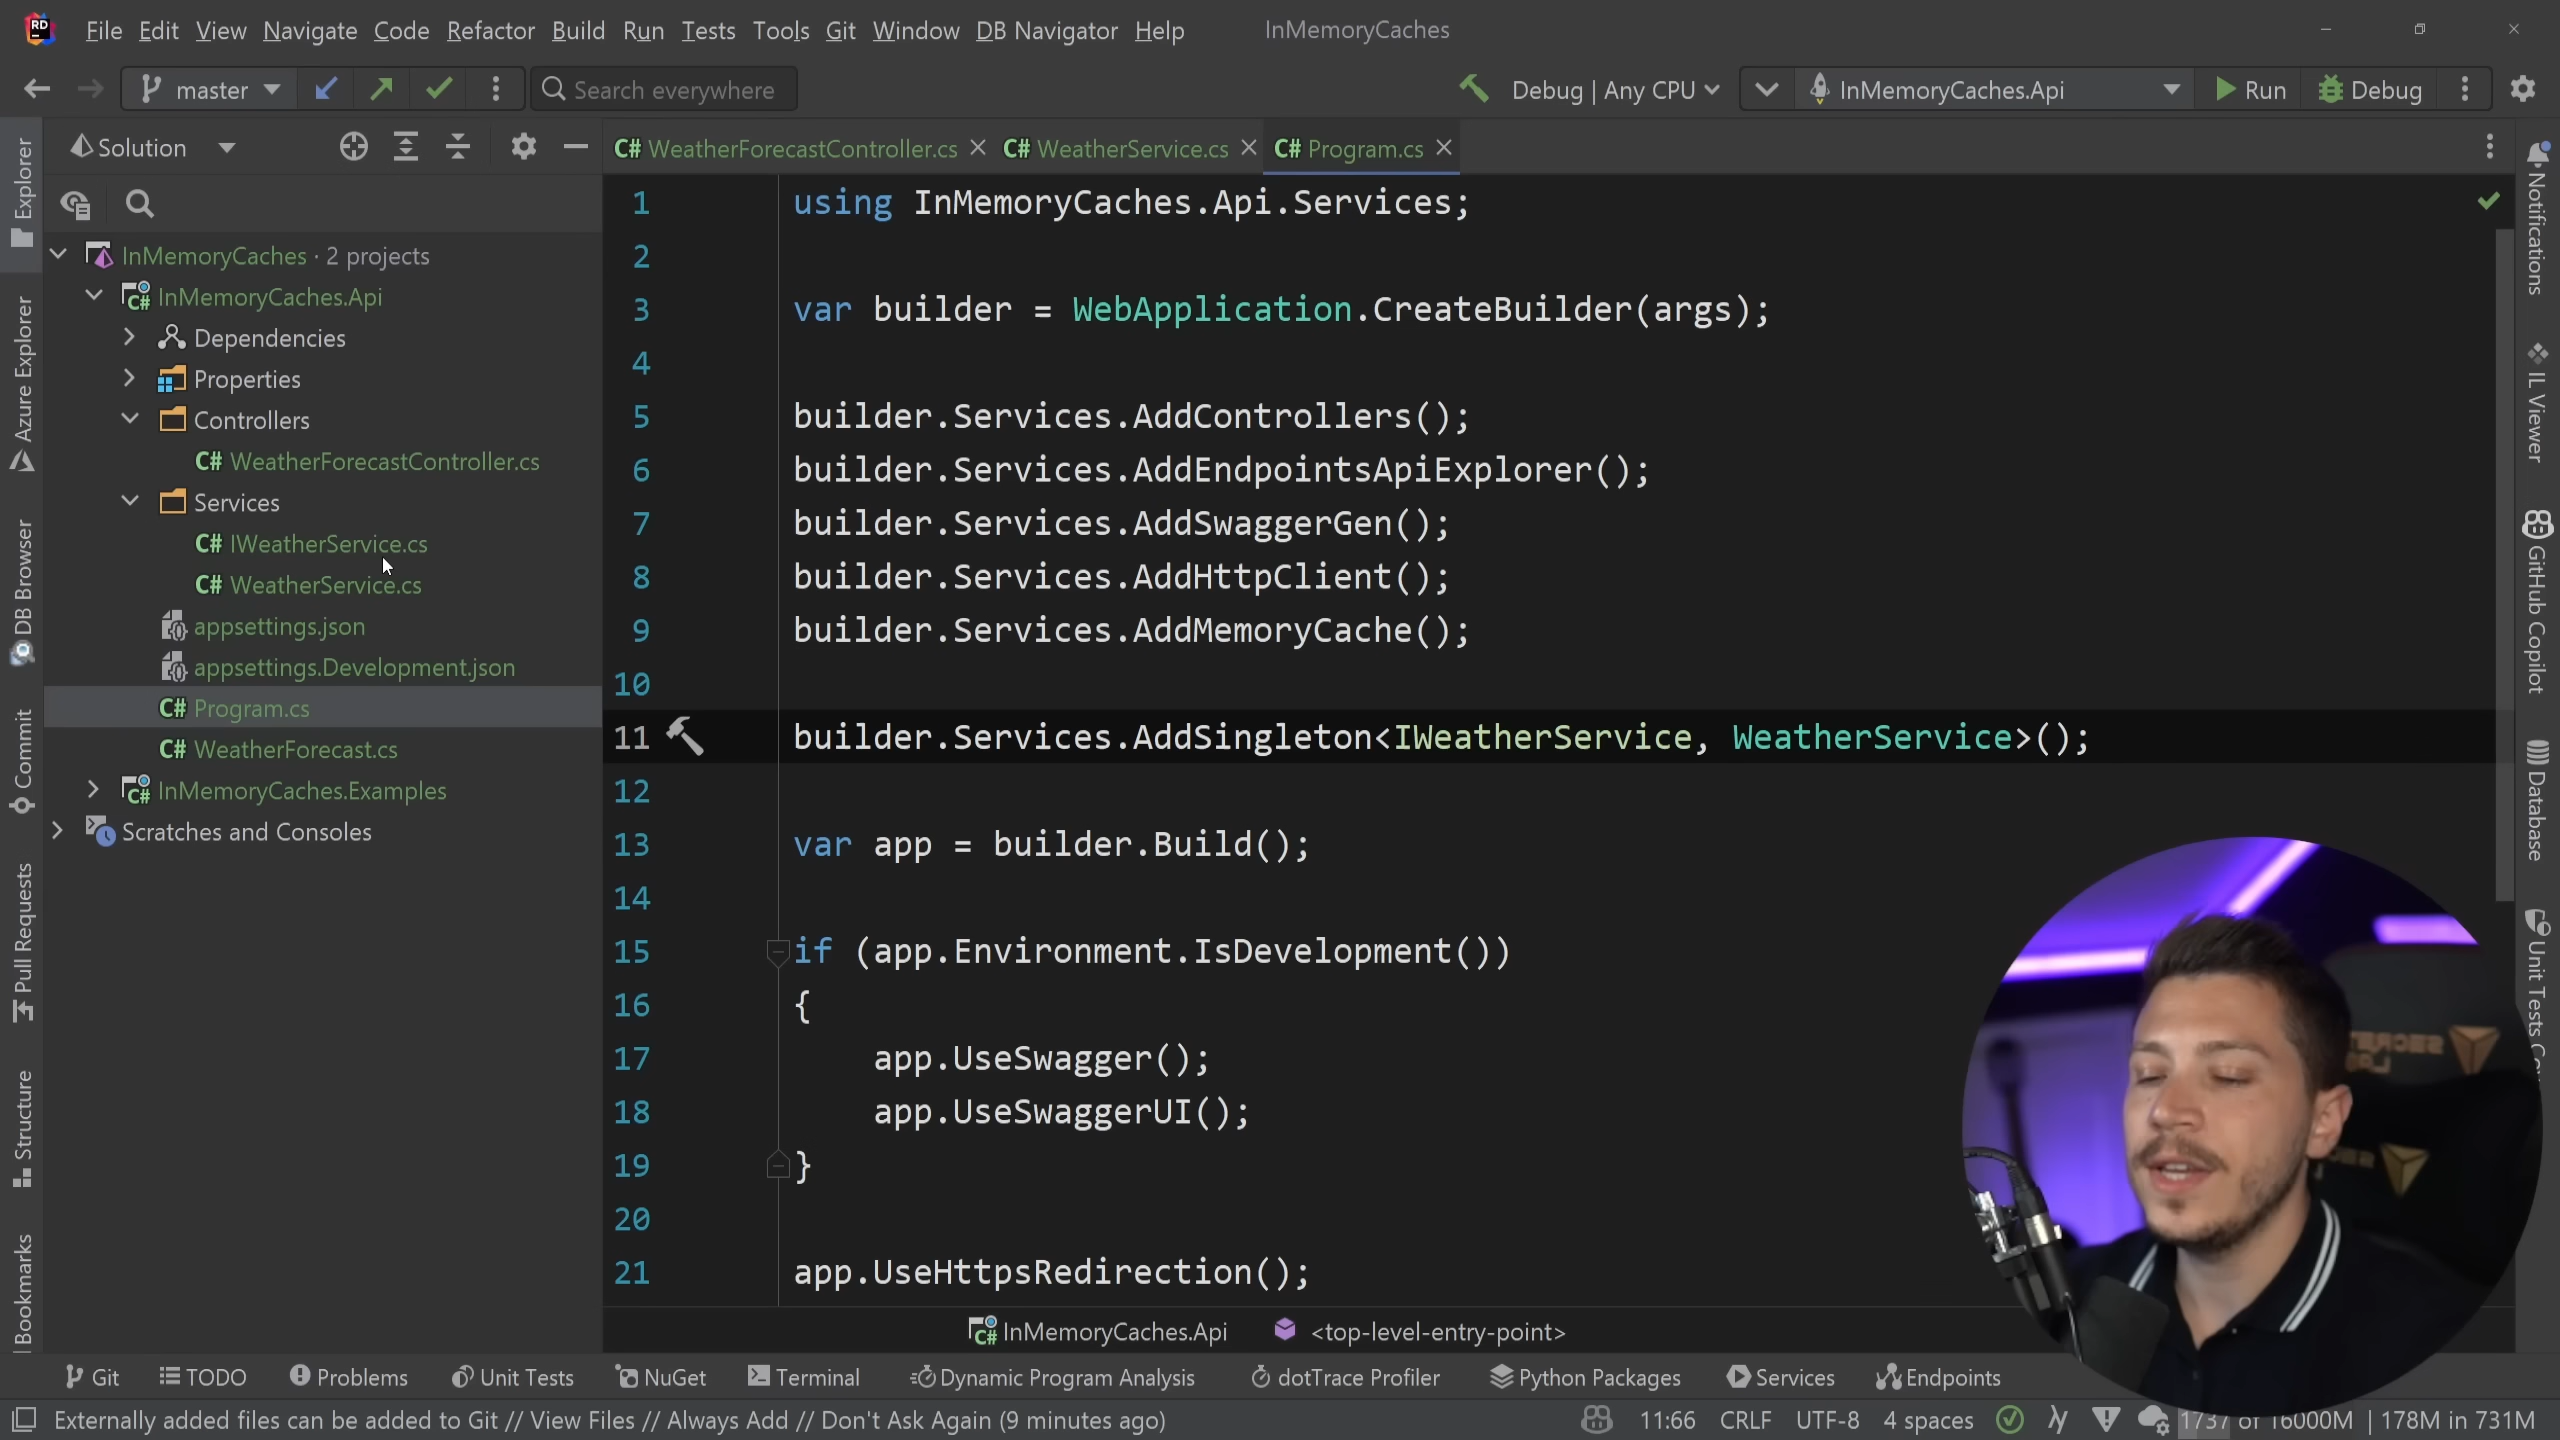 RD File Edit View Navigate Code Refactor Build Run Tests Tools Git Window DB Navigator Help InMemoryCaches
master Search everywhere Debug | Any CPU InMemoryCaches.Api Run Debug
Solution
WeatherForecastController.cs WeatherService.cs Program.cs
Explorer
Azure Explorer
DB Browser
Commit
Pull Requests
Structure
Bookmarks
InMemoryCaches · 2 projects
C# InMemoryCaches.Api
Dependencies
Properties
Controllers
C# WeatherForecastController.cs
Services
C# IWeatherService.cs
C# WeatherService.cs
appsettings.json
appsettings.Development.json
C# Program.cs
C# WeatherForecast.cs
C# InMemoryCaches.Examples
Scratches and Consoles
1 using InMemoryCaches.Api.Services;
2
3 var builder = WebApplication.CreateBuilder(args);
4
5 builder.Services.AddControllers();
6 builder.Services.AddEndpointsApiExplorer();
7 builder.Services.AddSwaggerGen();
8 builder.Services.AddHttpClient();
9 builder.Services.AddMemoryCache();
10
11 builder.Services.AddSingleton<IWeatherService, WeatherService>();
12
13 var app = builder.Build();
14
15 if (app.Environment.IsDevelopment())
16 {
17 app.UseSwagger();
18 app.UseSwaggerUI();
19 }
20
21 app.UseHttpsRedirection();
Notifications
IL Viewer
GitHub Copilot
Database
Unit Tests
C# InMemoryCaches.Api <top-level-entry-point>
Git TODO Problems Unit Tests NuGet Terminal Dynamic Program Analysis dotTrace Profiler Python Packages Services Endpoints
Externally added files can be added to Git // View Files // Always Add // Don't Ask Again (9 minutes ago) 11:66 CRLF UTF-8 4 spaces 1737 of 16000M | 178M in 731M